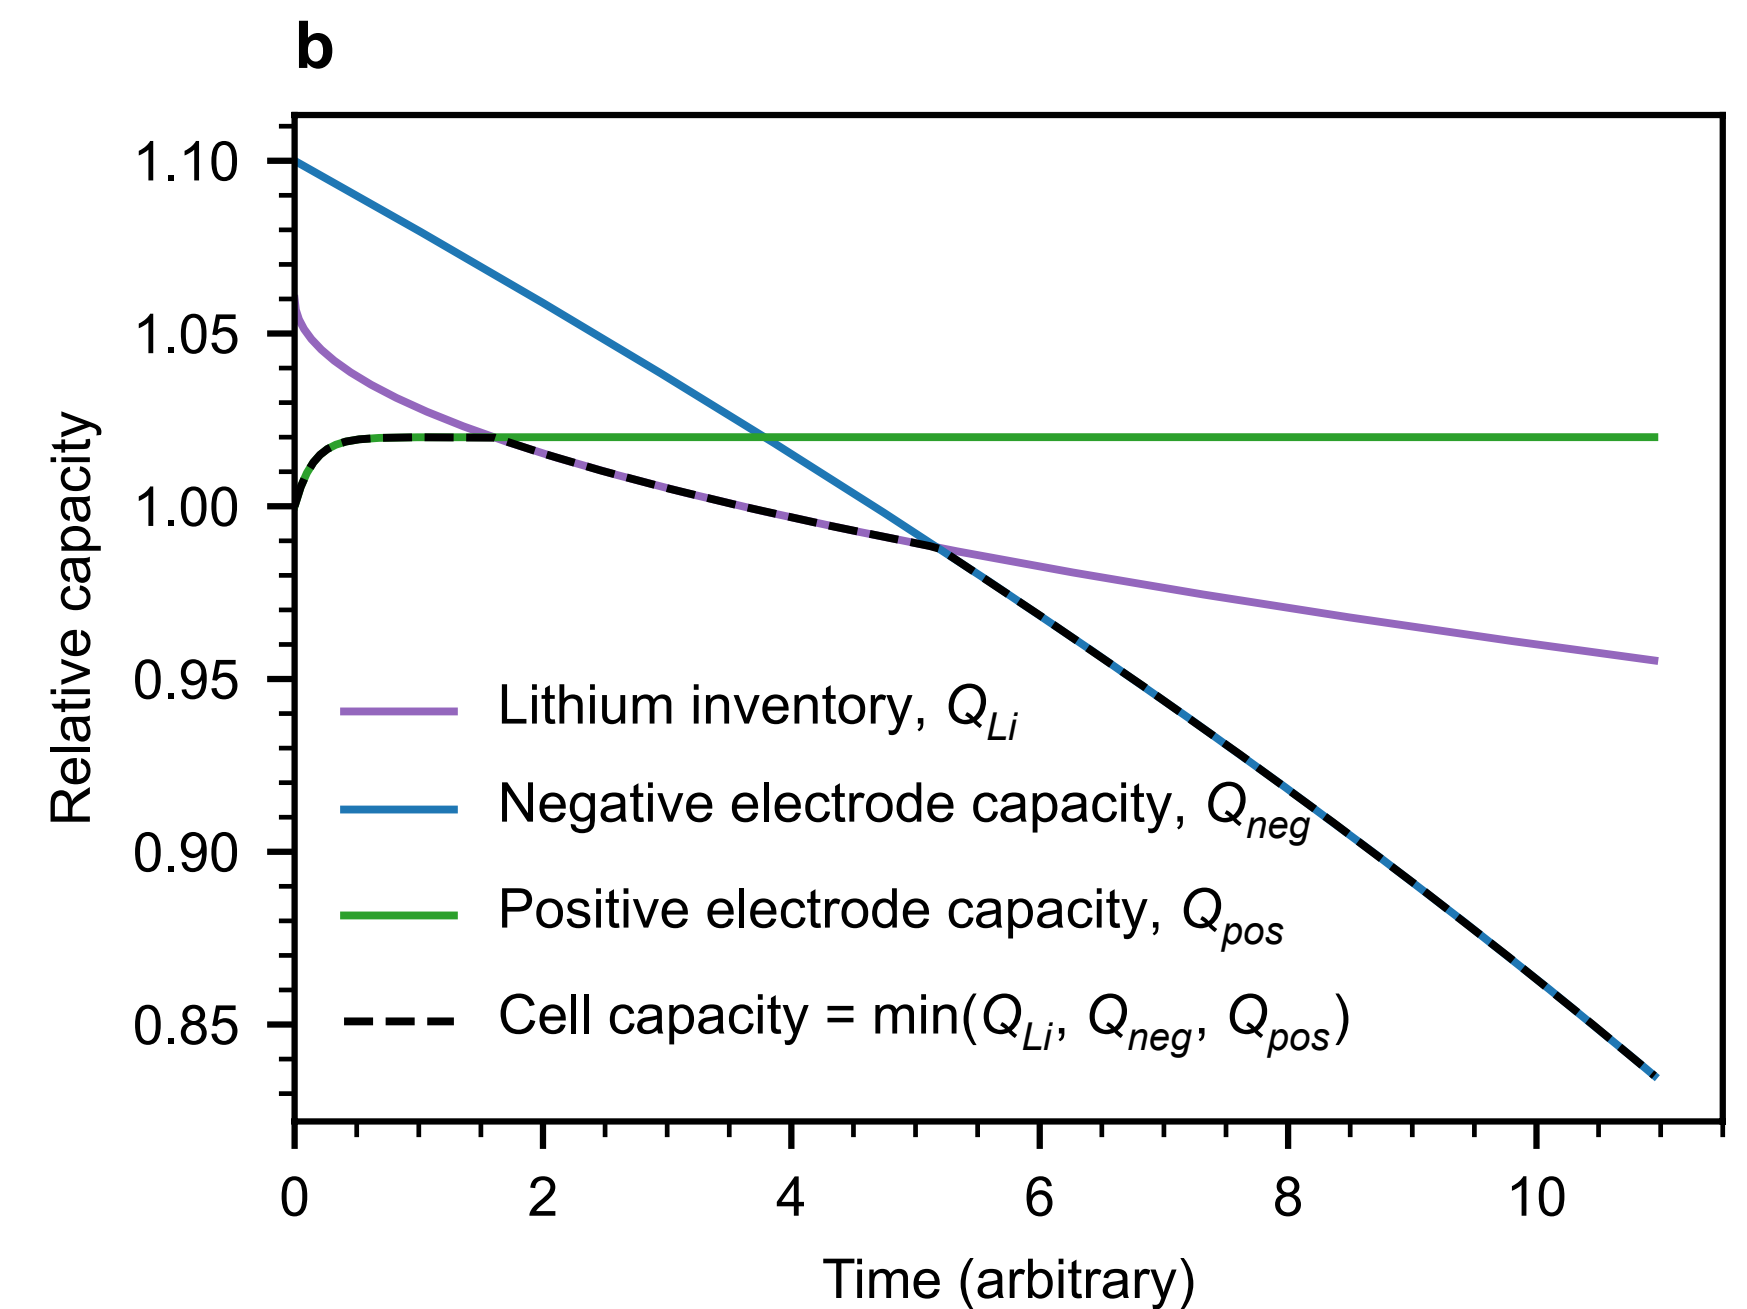 b
1.10
1.05
1.00
0.95
0.90
0.85
Relative capacity
Lithium inventory, Q_Li
Negative electrode capacity, Q_neg
Positive electrode capacity, Q_pos
Cell capacity = min(Q_Li, Q_neg, Q_pos)
0 2 4 6 8 10
Time (arbitrary)